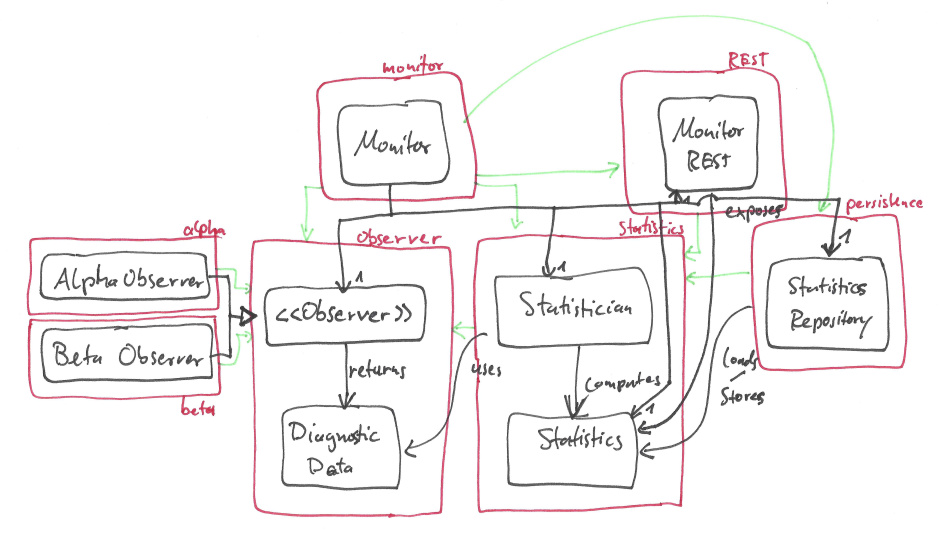 monitor
REST
Monitor
Monitor
REST
1
exposes
persistence
alpha
Observer
Statistics
1
1
1
AlphaObserver
<<Observer>>
Statistician
Statistics
Repository
Beta Observer
beta
returns
uses
Computes
loads
/
Stores
1
Diagnostic
Data
Statistics